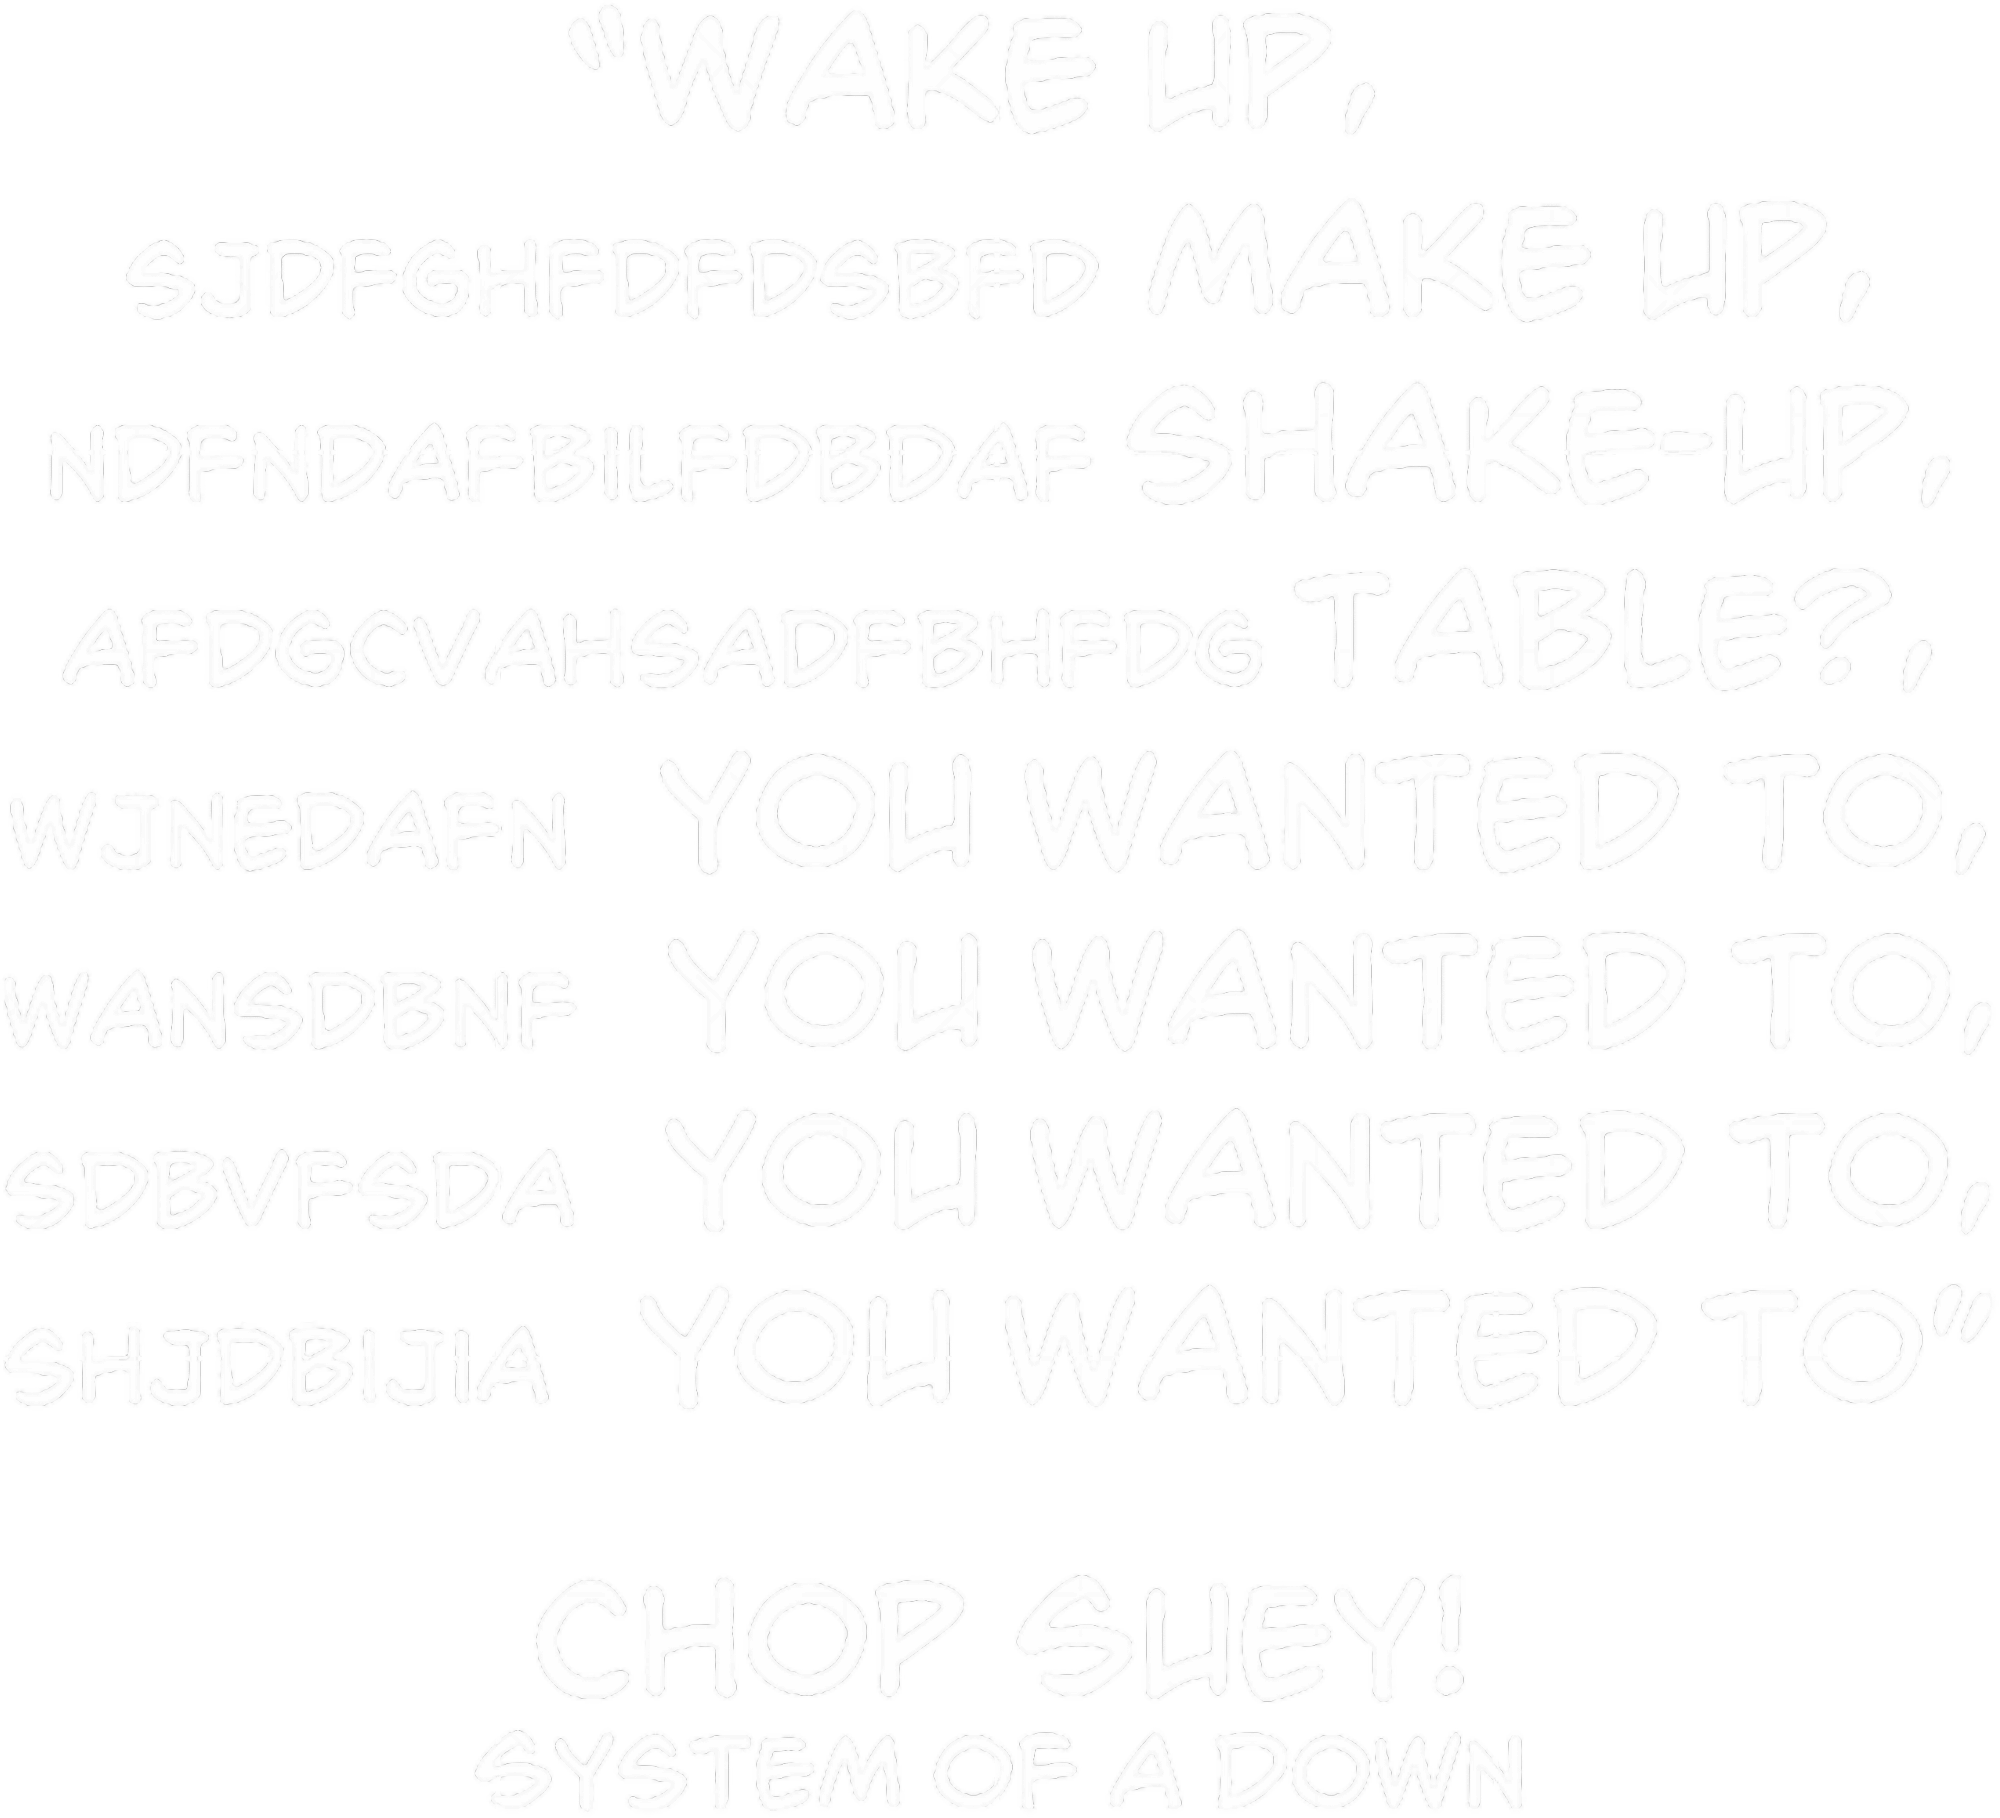 "WAKE UP,
SJDFGHFDFDSBFD MAKE UP,
NDFNDAFBILFDBDAF SHAKE-UP,
AFDGCVAHSADFBHFDG TABLE?,
WJNEDAFN YOU WANTED TO,
WANSDBNF YOU WANTED TO,
SDBVFSDA YOU WANTED TO,
SHJDBIJIA YOU WANTED TO"
CHOP SUEY!
SYSTEM OF A DOWN